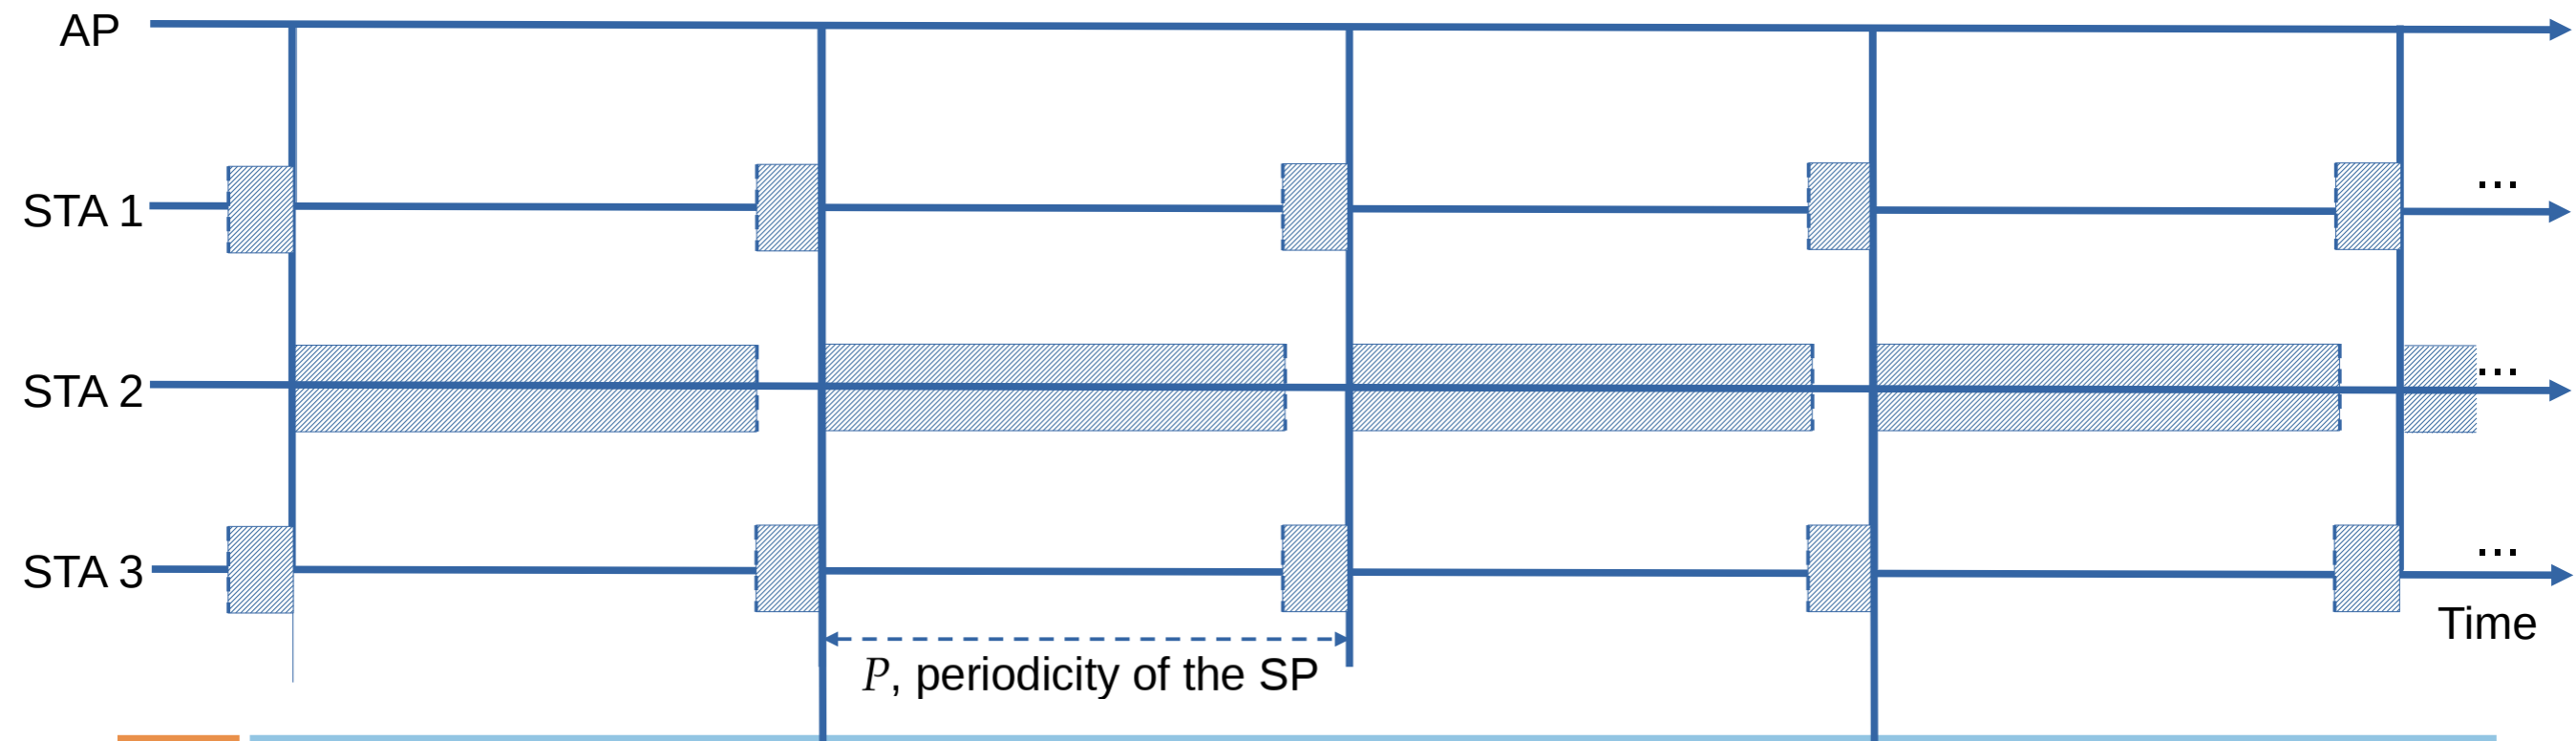 AP
STA 1
...
STA 2
...
STA 3
...
Time
P, periodicity of the SP